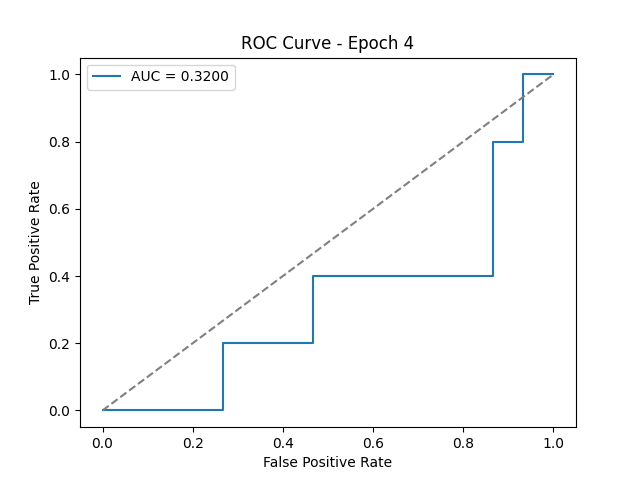 ROC Curve - Epoch 4
AUC = 0.3200
True Positive Rate
1.0
0.8
0.6
0.4
0.2
0.0
0.0 0.2 0.4 0.6 0.8 1.0
False Positive Rate